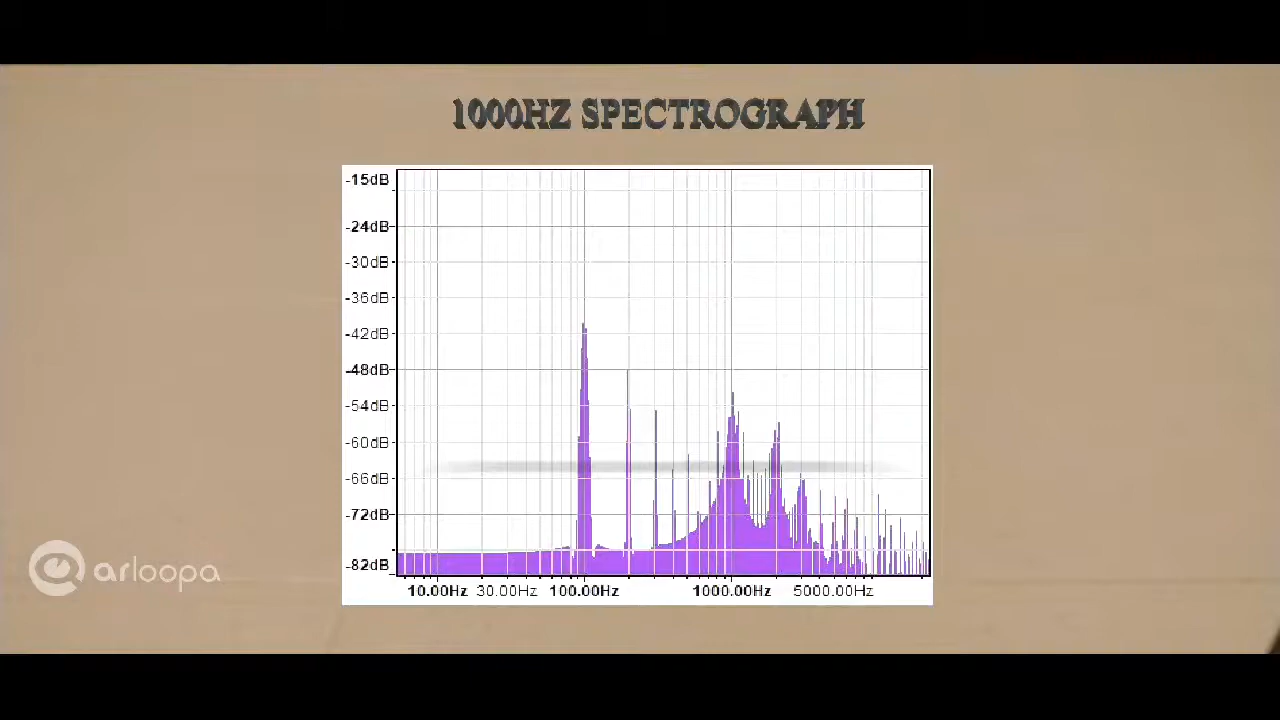 1000HZ SPECTROGRAPH
-15dB
-24dB
-30dB
-36dB
-42dB
-48dB
-54dB
-60dB
-66dB
-72dB
-82dB
10.00Hz 30.00Hz 100.00Hz 1000.00Hz 5000.00Hz
arloopa